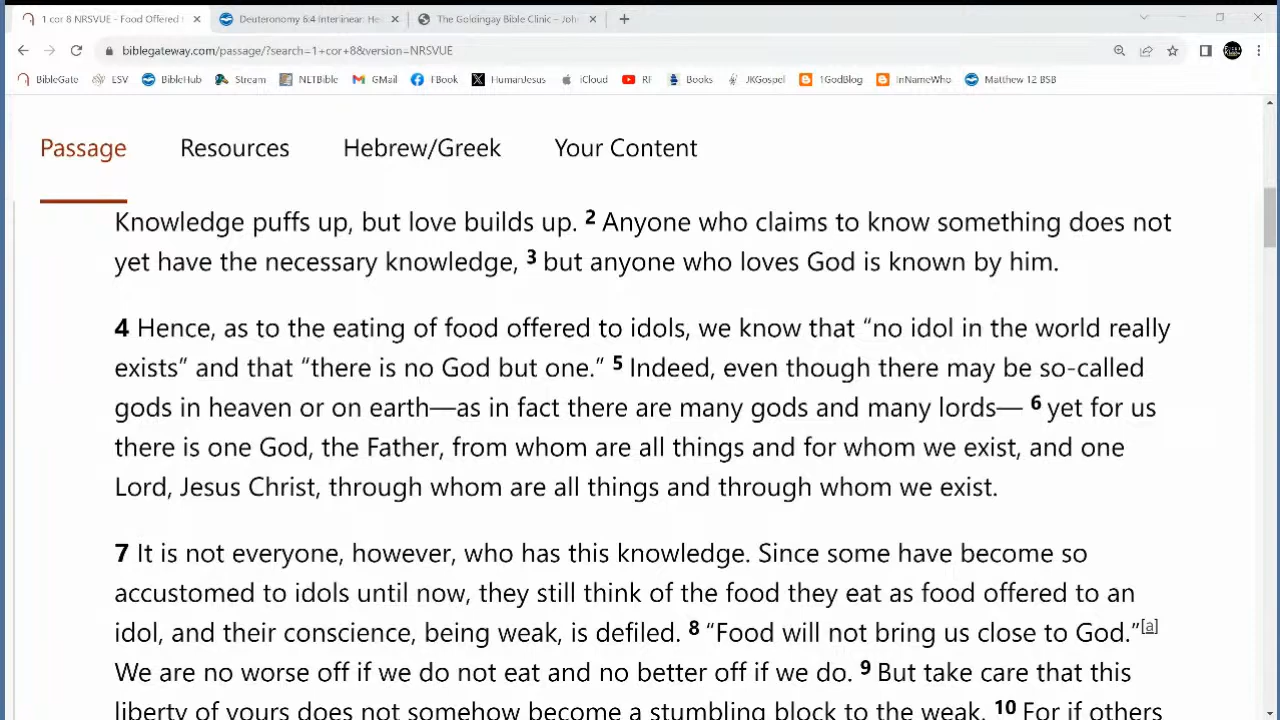 1 cor 8 NRSVUE - Food Offered
Deuteronomy 6:4 Interlinear: He
The Goldingay Bible Clinic – John
biblegateway.com/passage/?search=1+cor+8&version=NRSVUE
BibleGate LSV BibleHub Stream NLTBible GMail FBook HumanJesus iCloud RF Books JKGospel 1GodBlog InNameWho Matthew 12 BSB
Passage Resources Hebrew/Greek Your Content
Knowledge puffs up, but love builds up. 2 Anyone who claims to know something does not
yet have the necessary knowledge, 3 but anyone who loves God is known by him.
4 Hence, as to the eating of food offered to idols, we know that “no idol in the world really
exists” and that “there is no God but one.” 5 Indeed, even though there may be so-called
gods in heaven or on earth—as in fact there are many gods and many lords— 6 yet for us
there is one God, the Father, from whom are all things and for whom we exist, and one
Lord, Jesus Christ, through whom are all things and through whom we exist.
7 It is not everyone, however, who has this knowledge. Since some have become so
accustomed to idols until now, they still think of the food they eat as food offered to an
idol, and their conscience, being weak, is defiled. 8 “Food will not bring us close to God.”[a]
We are no worse off if we do not eat and no better off if we do. 9 But take care that this
liberty of yours does not somehow become a stumbling block to the weak. 10 For if others